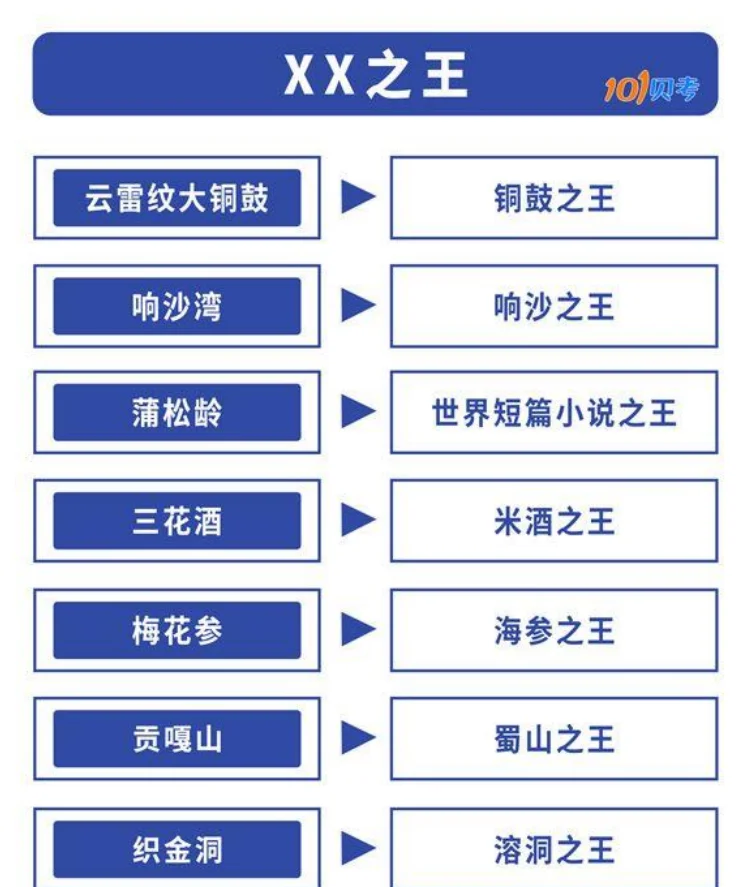 XX之王
101贝考
云雷纹大铜鼓 铜鼓之王
响沙湾 响沙之王
蒲松龄 世界短篇小说之王
三花酒 米酒之王
梅花参 海参之王
贡嘎山 蜀山之王
织金洞 溶洞之王